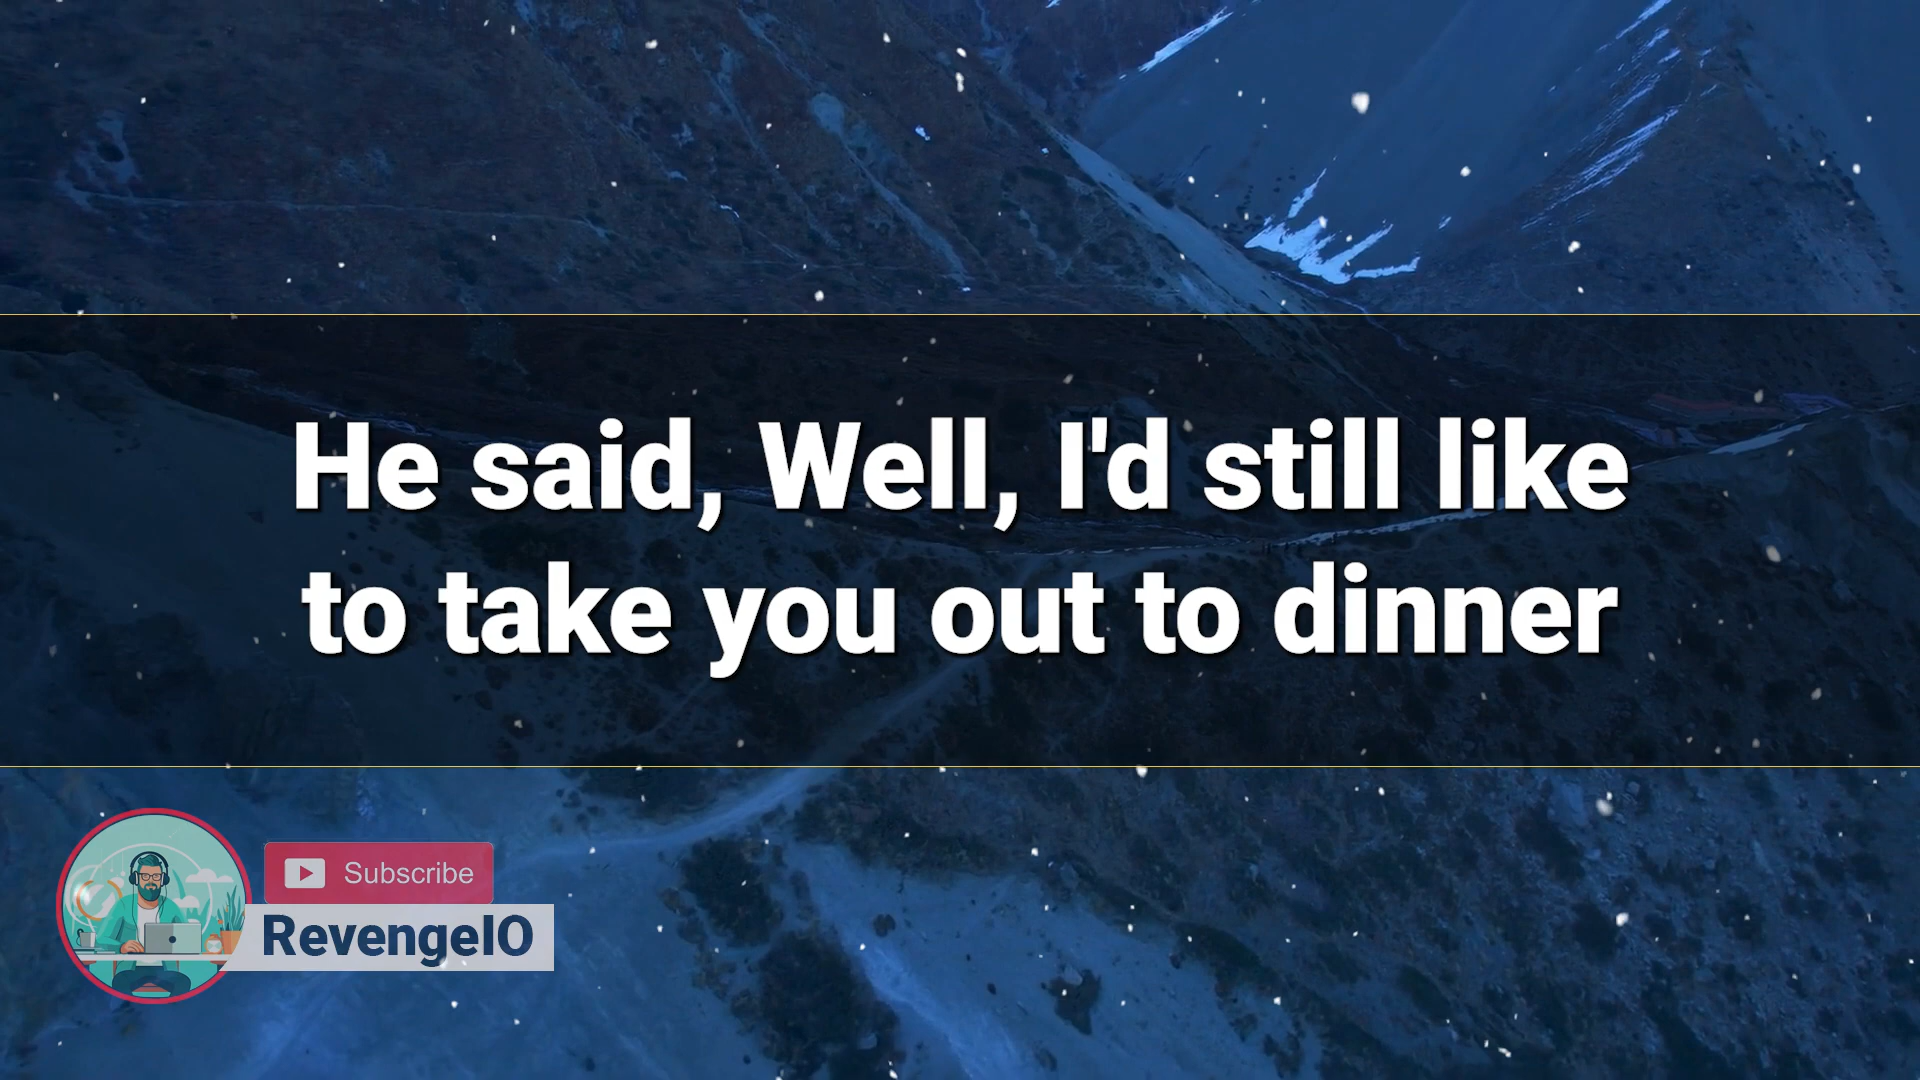 He said, Well, I'd still like
to take you out to dinner
Subscribe
RevengeIO